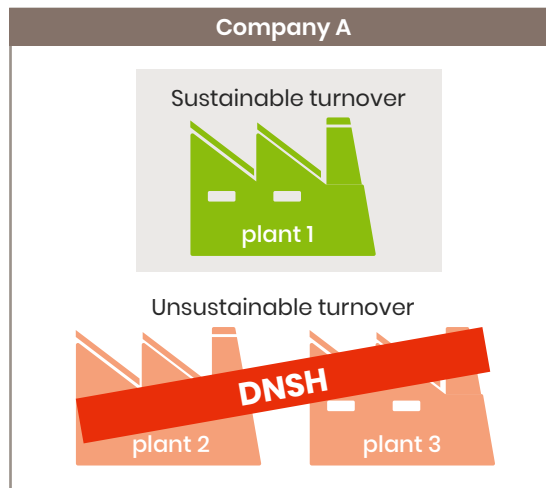 Company A
Sustainable turnover
plant 1
Unsustainable turnover
DNSH
plant 2
plant 3